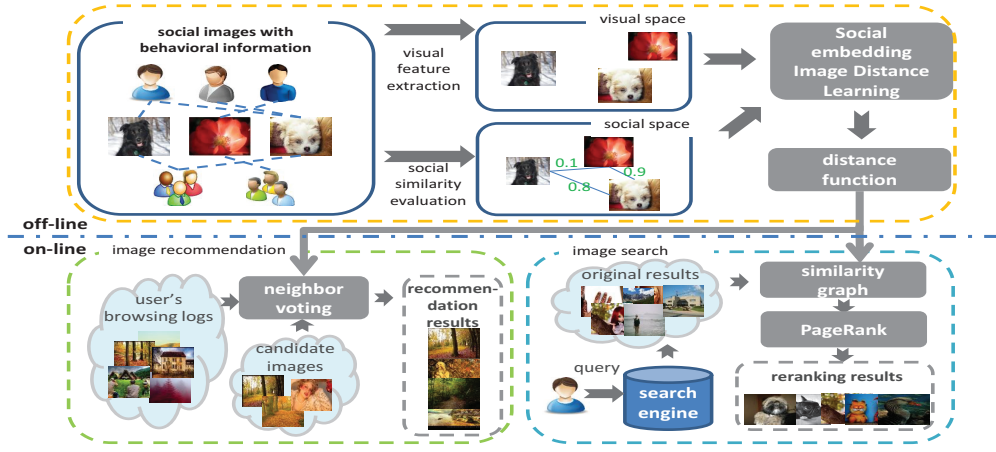 social images with
behavioral information
visual
feature
extraction
visual space
Social
embedding
Image Distance
Learning
social
similarity
evaluation
social space
0.1
0.9
0.8
distance
function
off-line
on-line
image recommendation
user's
browsing logs
neighbor
voting
candidate
images
recommen-
dation
results
image search
original results
similarity
graph
PageRank
query
search
engine
reranking results